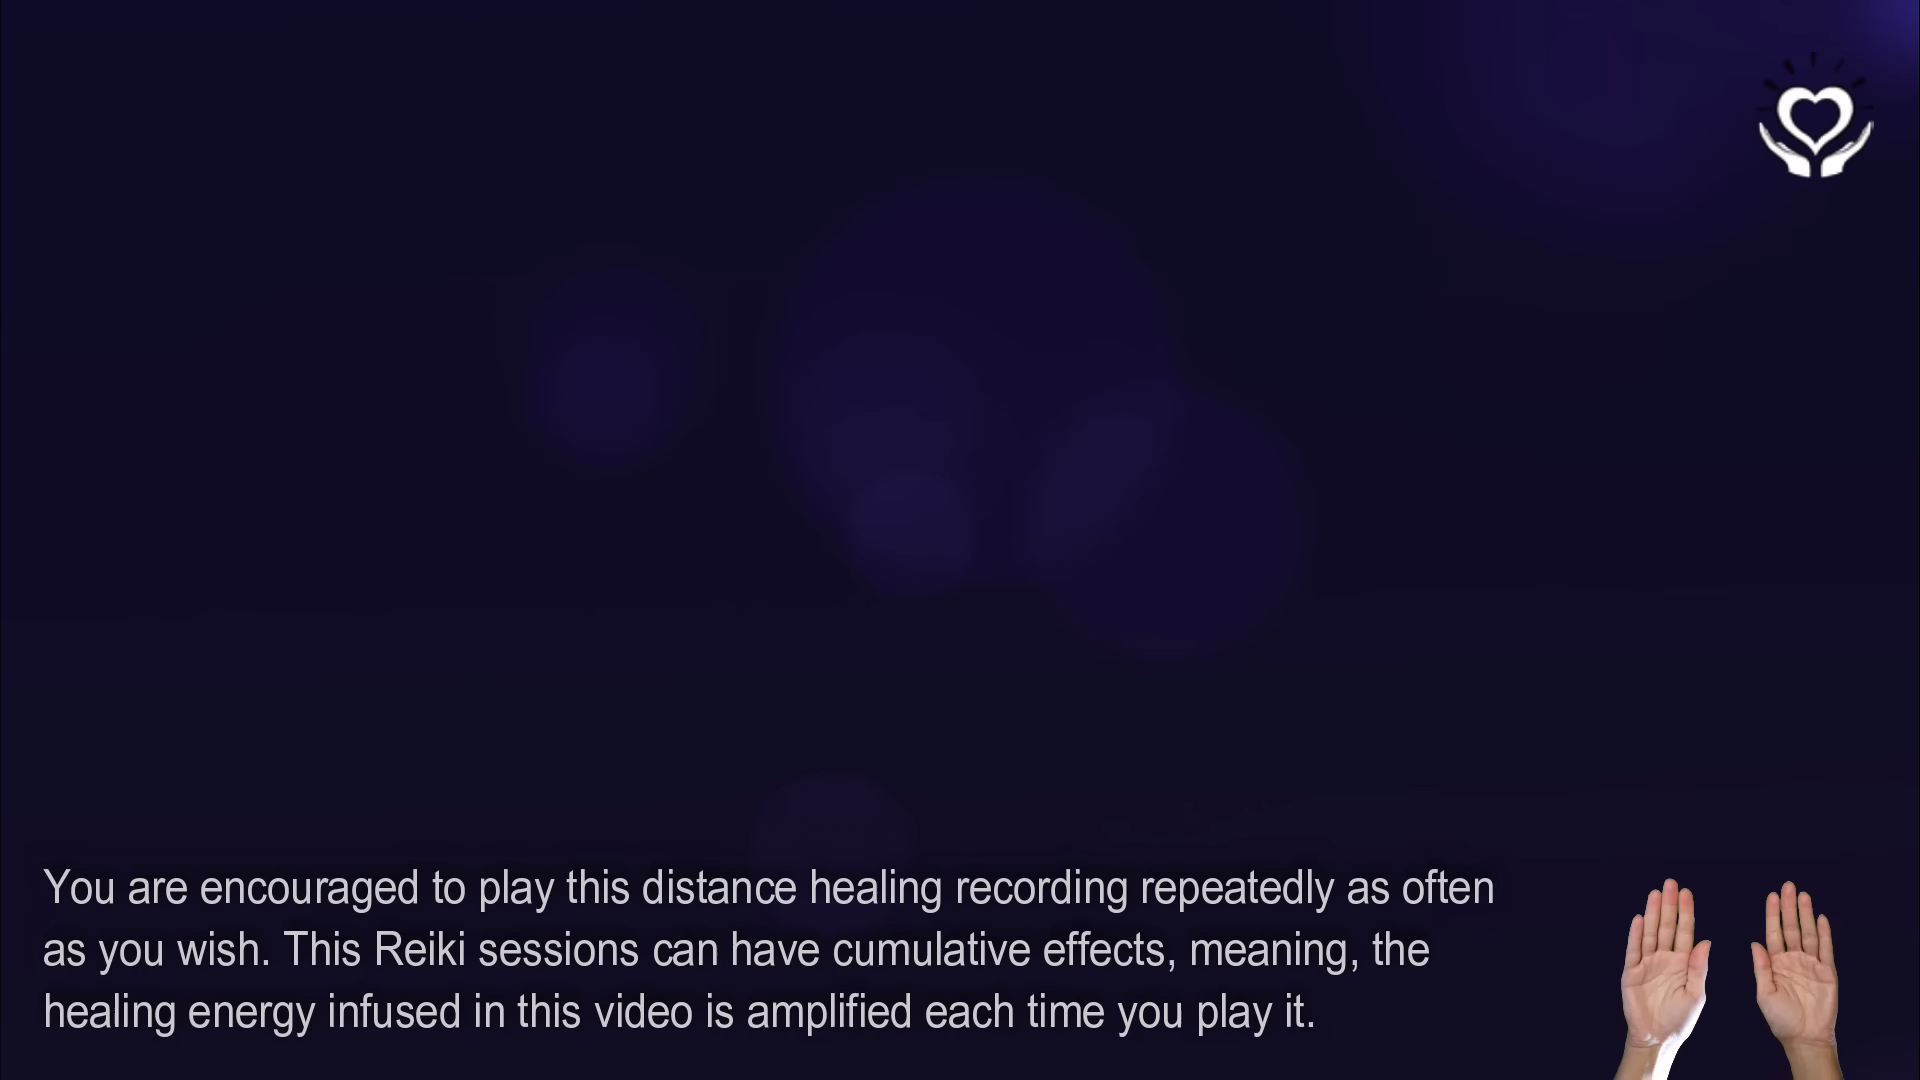 You are encouraged to play this distance healing recording repeatedly as often
as you wish. This Reiki sessions can have cumulative effects, meaning, the
healing energy infused in this video is amplified each time you play it.